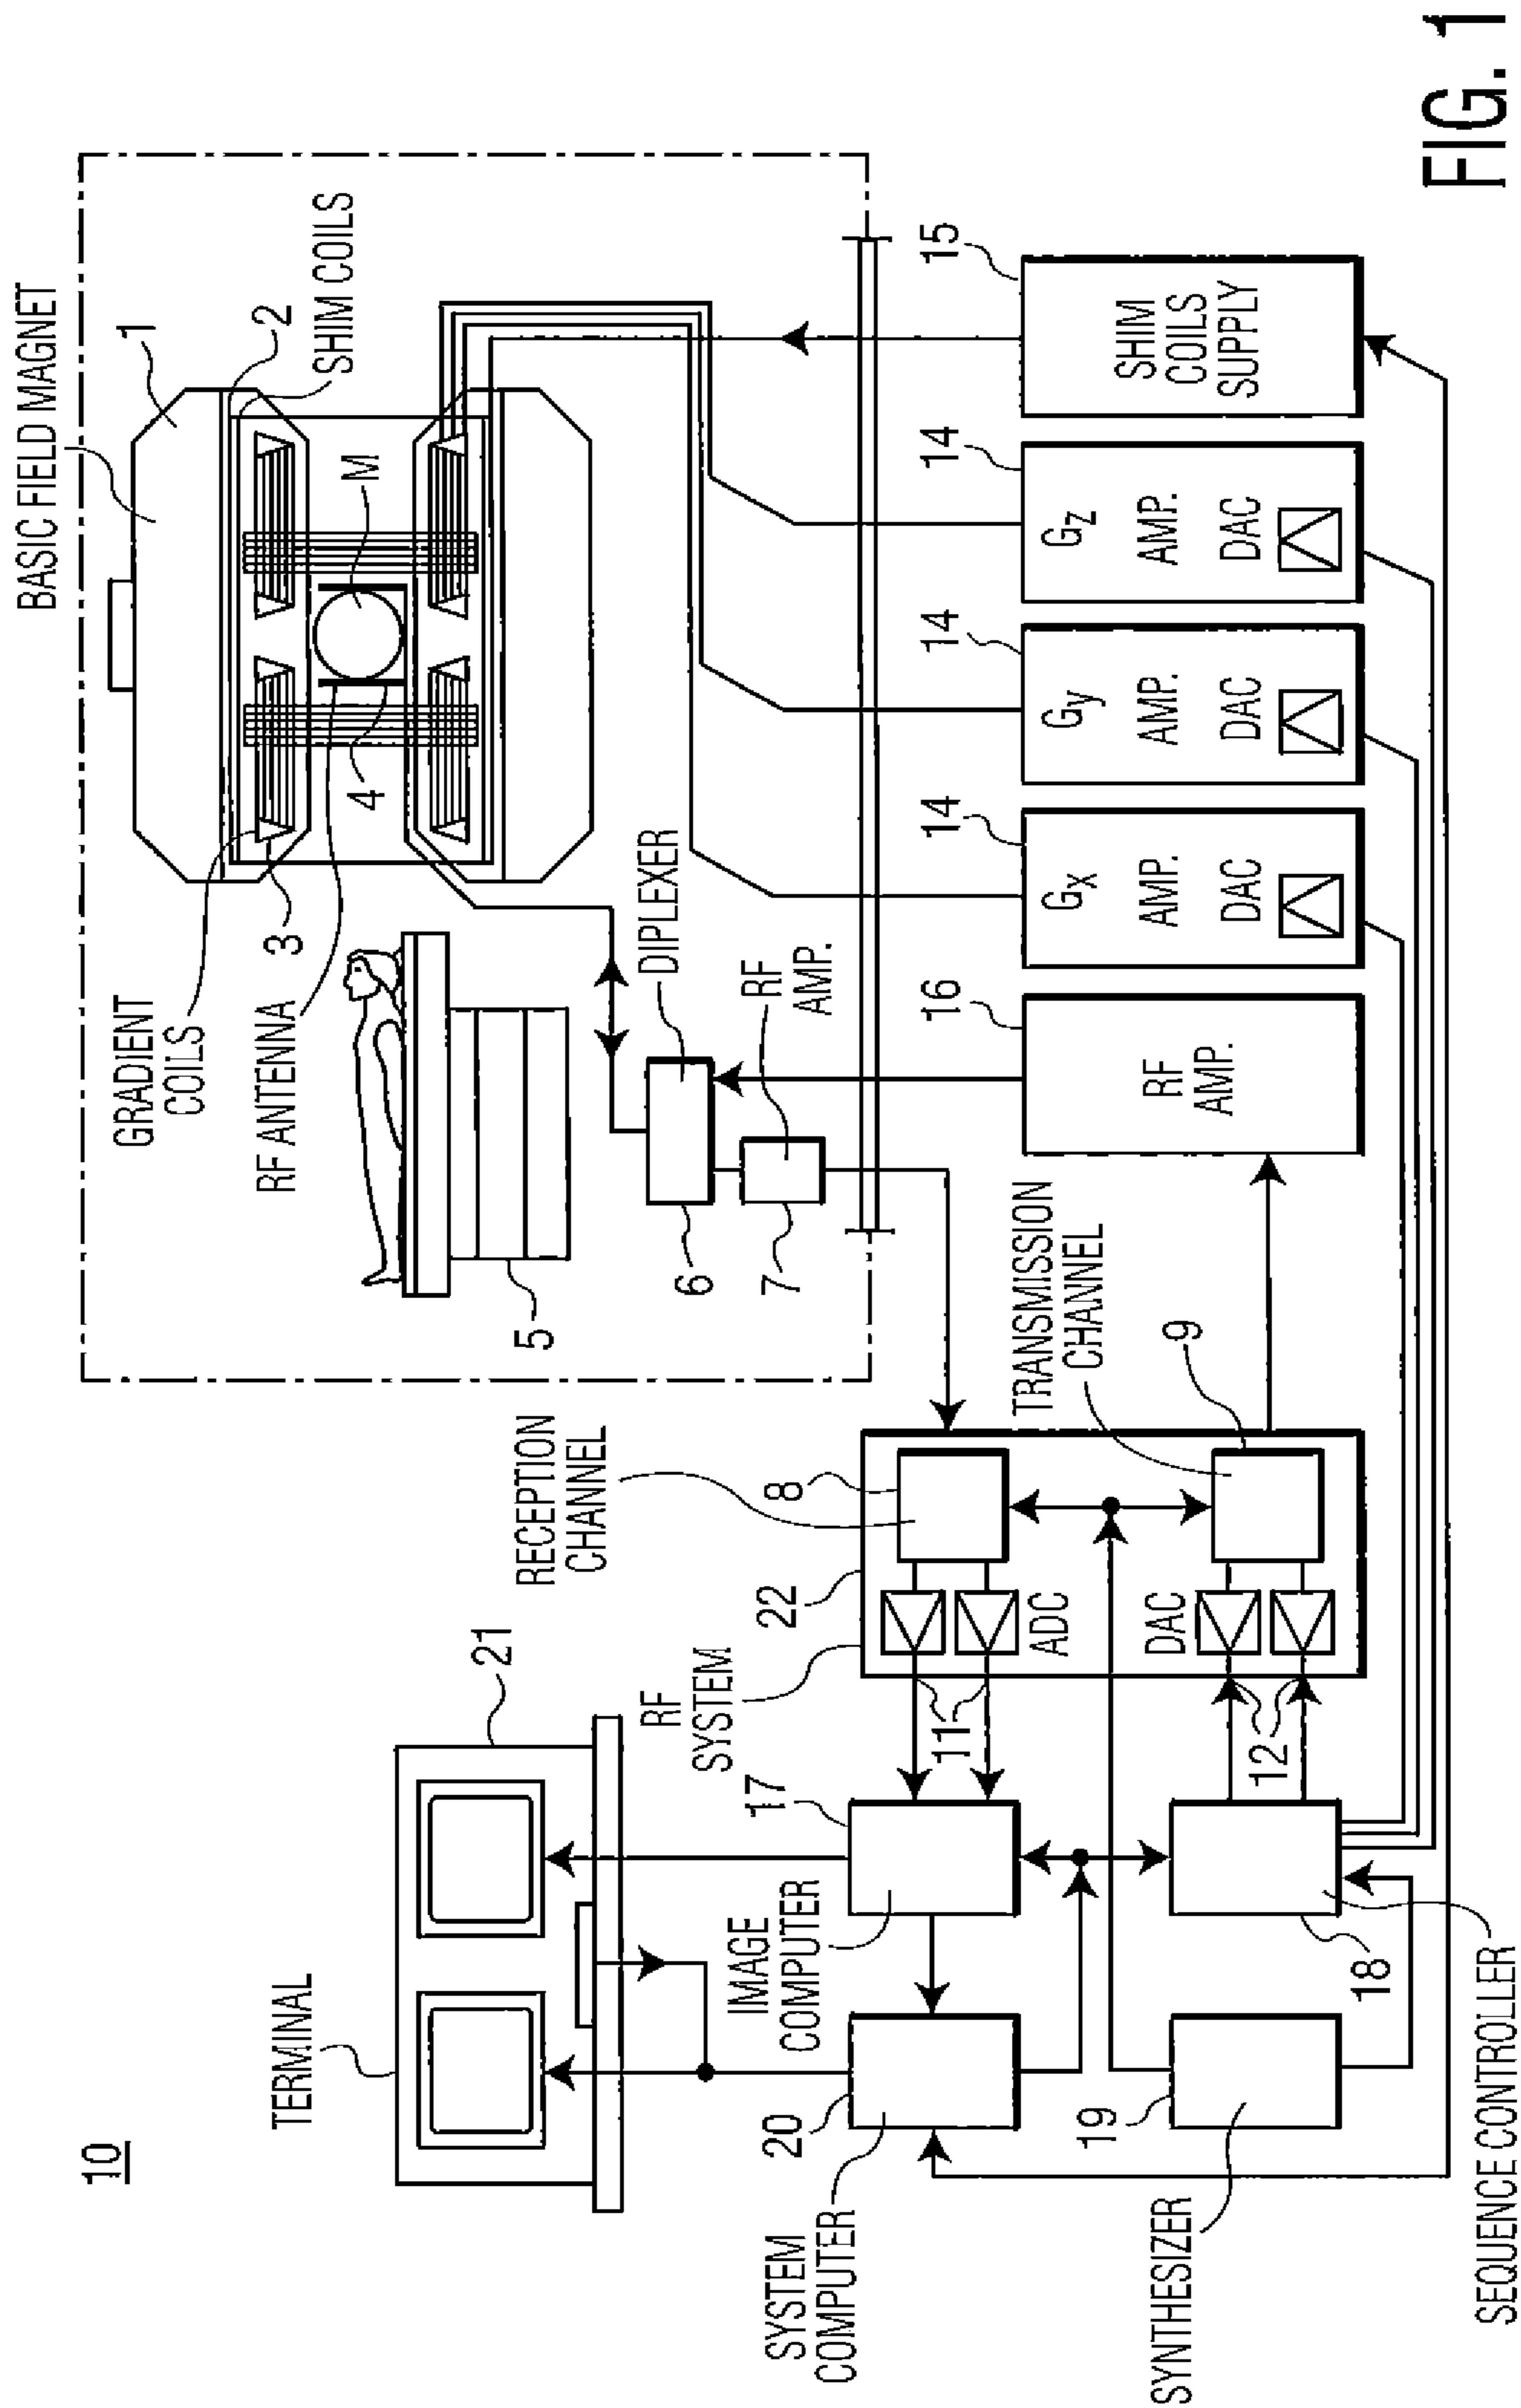 10
TERMINAL
21
BASIC FIELD MAGNET
1
2
SHIM COILS
GRADIENT
COILS
3
RF ANTENNA
4
M
5
6
DIPLEXER
7
RF
AMP.
RECEPTION
CHANNEL
8
22
RF
SYSTEM
ADC
11
DAC
12
TRANSMISSION
CHANNEL
9
16
RF
AMP.
14
Gx
AMP.
DAC
14
Gy
AMP.
DAC
14
Gz
AMP.
DAC
15
SHIM
COILS
SUPPLY
17
IMAGE
COMPUTER
20
SYSTEM
COMPUTER
19
SYNTHESIZER
18
SEQUENCE CONTROLLER
FIG. 1